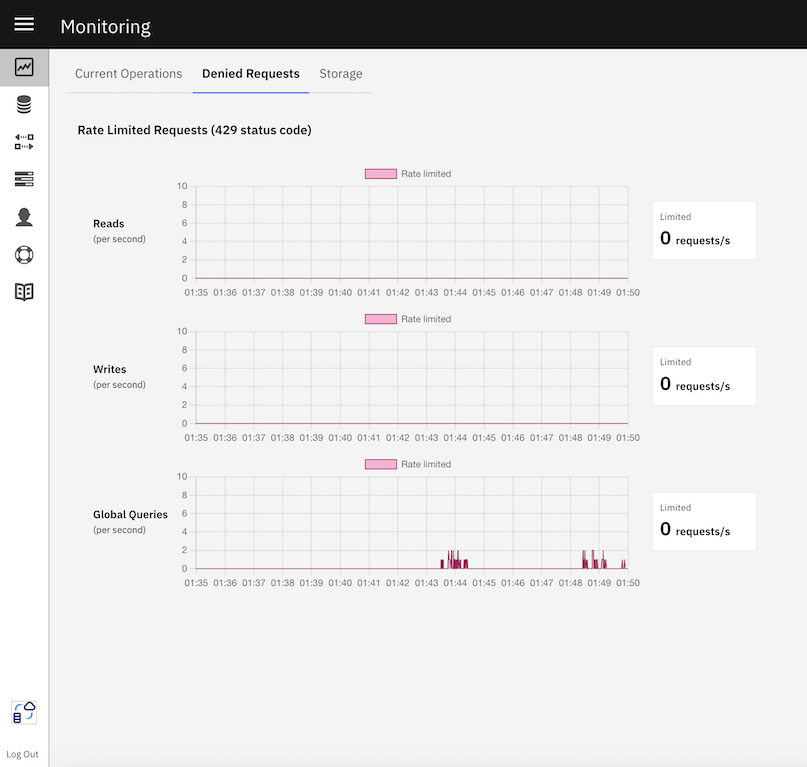 Monitoring
Current Operations Denied Requests Storage
Rate Limited Requests (429 status code)
Rate limited
10
8
6
4
2
0
Reads
(per second)
01:35 01:36 01:37 01:38 01:39 01:40 01:41 01:42 01:43 01:44 01:45 01:46 01:47 01:48 01:49 01:50
Limited
0 requests/s
Rate limited
10
8
6
4
2
0
Writes
(per second)
01:35 01:36 01:37 01:38 01:39 01:40 01:41 01:42 01:43 01:44 01:45 01:46 01:47 01:48 01:49 01:50
Limited
0 requests/s
Rate limited
10
8
6
4
2
0
Global Queries
(per second)
01:35 01:36 01:37 01:38 01:39 01:40 01:41 01:42 01:43 01:44 01:45 01:46 01:47 01:48 01:49 01:50
Limited
0 requests/s
Log Out